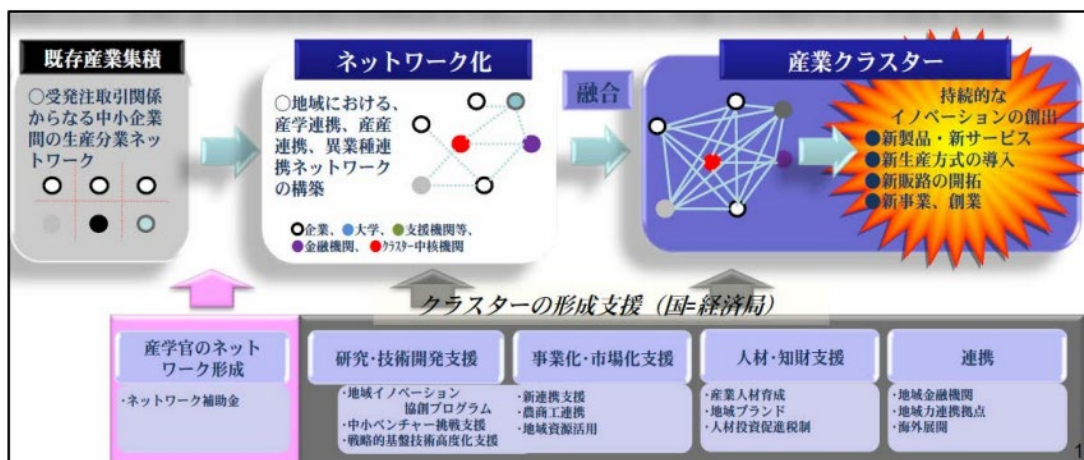 既存産業集積
○受発注取引関係
からなる中小企業
間の生産分業ネッ
トワーク
ネットワーク化
○地域における、
産学連携、産産
連携、異業種連
携ネットワーク
の構築
企業、大学、支援機関等、
金融機関、クラスター中核機関
融合
産業クラスター
持続的な
イノベーションの創出
●新製品・新サービス
●新生産方式の導入
●新販路の開拓
●新事業、創業
クラスターの形成支援（国=経済局）
産学官のネット
ワーク形成
・ネットワーク補助金
研究・技術開発支援
・地域イノベーション
協創プログラム
・中小ベンチャー挑戦支援
・戦略的基盤技術高度化支援
事業化・市場化支援
・新連携支援
・農商工連携
・地域資源活用
人材・知財支援
・産業人材育成
・地域ブランド
・人材投資促進税制
連携
・地域金融機関
・地域力連携拠点
・海外展開
1